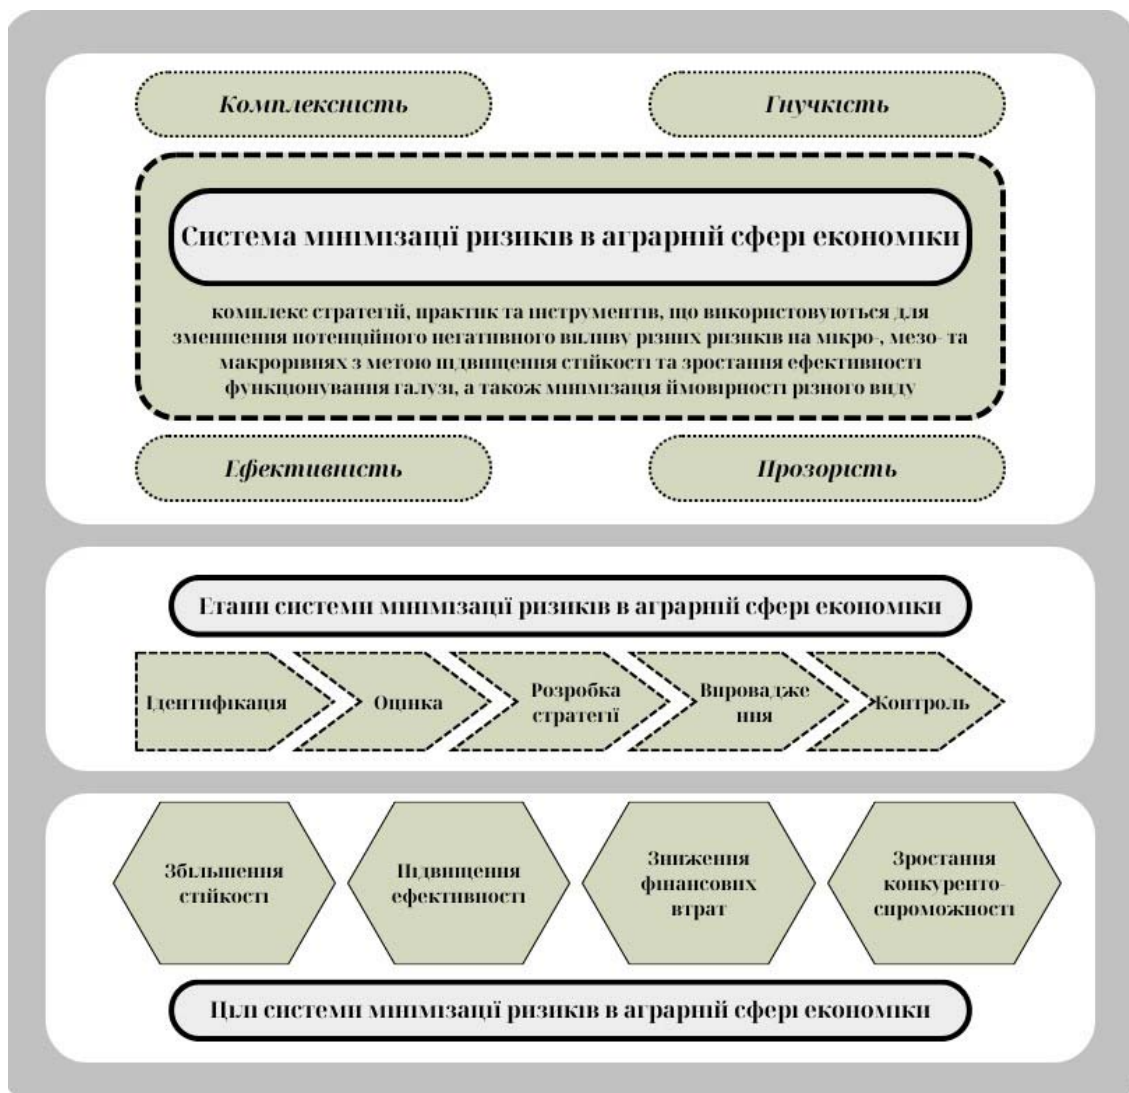 Комплексність
Гнучкість
Система мінімізації ризиків в аграрній сфері економіки
комплекс стратегій, практик та інструментів, що використовуються для
зменшення потенційного негативного впливу різних ризиків на мікро-, мезо- та
макрорівнях з метою підвищення стійкості та зростання ефективності
функціонування галузі, а також мінімізація ймовірності різного виду
Ефективність
Прозорість
Етапи системи мінімізації ризиків в аграрній сфері економіки
Ідентифікація
Оцінка
Розробка
стратегії
Впровадже
ння
Контроль
Збільшення
стійкості
Підвищення
ефективності
Зниження
фінансових
втрат
Зростання
конкуренто-
спроможності
Цілі системи мінімізації ризиків в аграрній сфері економіки